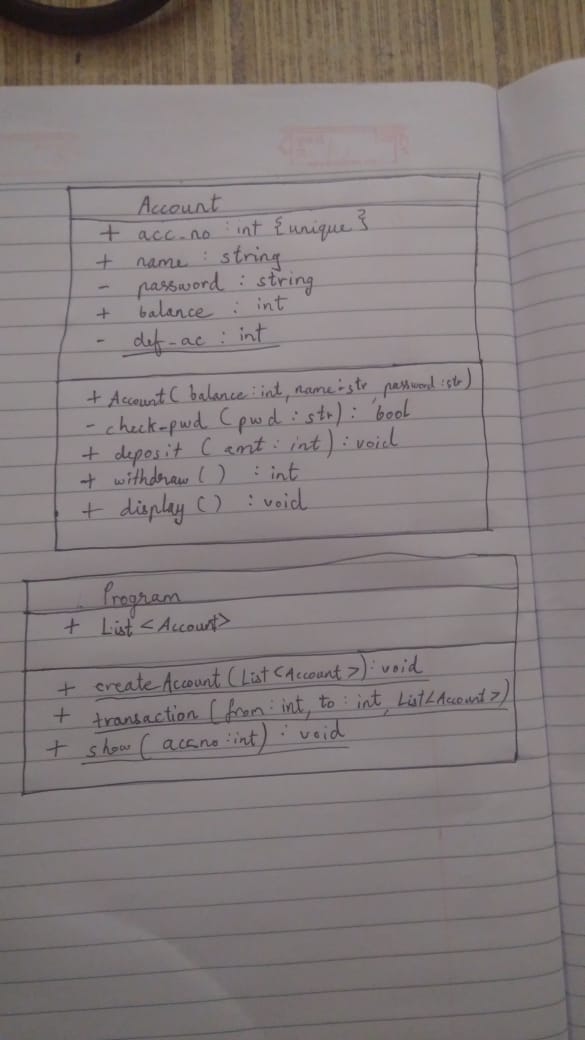 Account
+ acc_no : int {unique}
+ name : string
- password : string
+ balance : int
- def-ac : int
+ Account( balance:int, name:str, password:str)
- check-pwd (pwd : str) : bool
+ deposit (amt : int) : void
+ withdraw ( ) : int
+ display ( ) : void
Program
+ List <Account>
+ create Account (List <Account>) : void
+ transaction (from : int, to : int, List<Account>)
+ show ( accno : int) : void